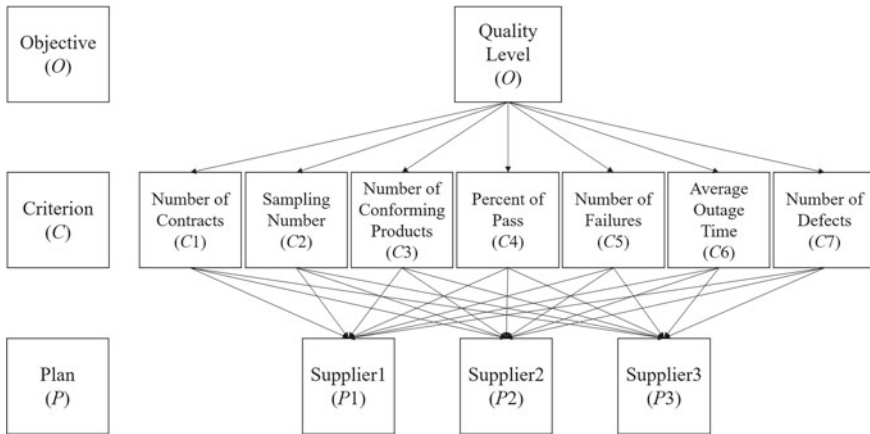 Objective
(O)
Quality
Level
(O)
Criterion
(C)
Number of
Contracts
(C1)
Sampling
Number
(C2)
Number of
Conforming
Products
(C3)
Percent of
Pass
(C4)
Number of
Failures
(C5)
Average
Outage
Time
(C6)
Number of
Defects
(C7)
Plan
(P)
Supplier1
(P1)
Supplier2
(P2)
Supplier3
(P3)